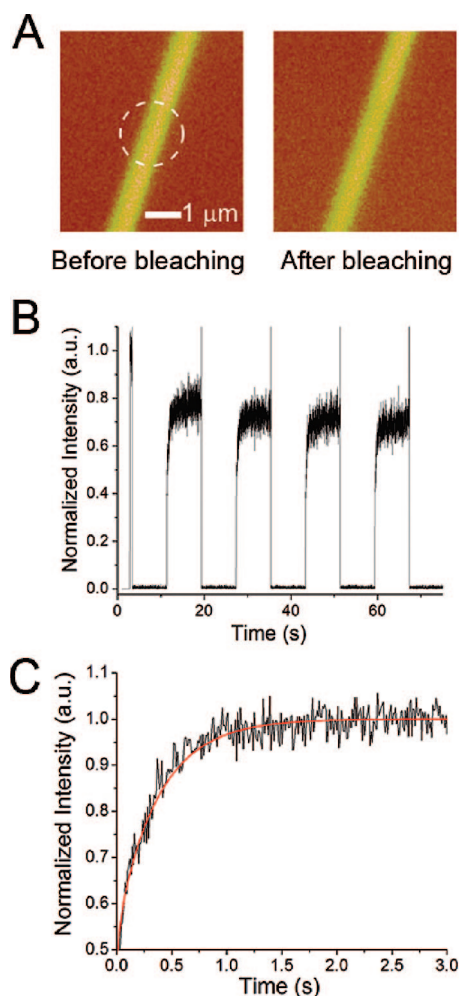 A
1 μm
Before bleaching After bleaching
B
Normalized Intensity (a.u.)
1.0
0.8
0.6
0.4
0.2
0.0
0 20 40 60
Time (s)
C
Normalized Intensity (a.u.)
1.1
1.0
0.9
0.8
0.7
0.6
0.5
0.0 0.5 1.0 1.5 2.0 2.5 3.0
Time (s)